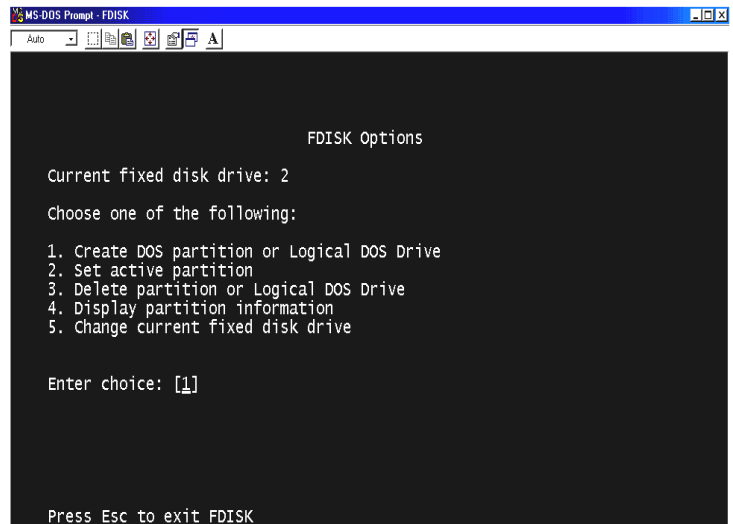 MS-DOS Prompt - FDISK
Auto
A
FDISK Options
Current fixed disk drive: 2
Choose one of the following:
1. Create DOS partition or Logical DOS Drive
2. Set active partition
3. Delete partition or Logical DOS Drive
4. Display partition information
5. Change current fixed disk drive
Enter choice: [1]
Press Esc to exit FDISK